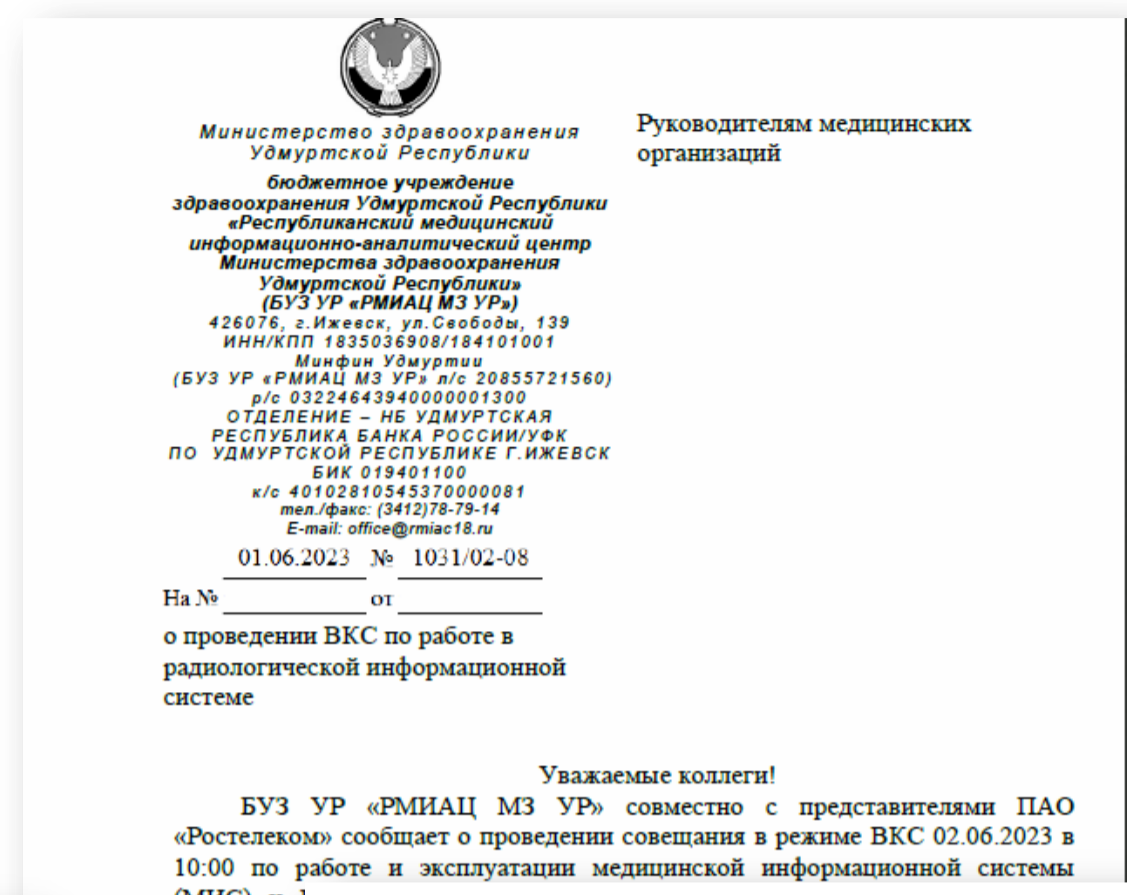 Министерство здравоохранения
Удмуртской Республики
бюджетное учреждение
здравоохранения Удмуртской Республики
«Республиканский медицинский
информационно-аналитический центр
Министерства здравоохранения
Удмуртской Республики»
(БУЗ УР «РМИАЦ МЗ УР»)
426076, г.Ижевск, ул.Свободы, 139
ИНН/КПП 1835036908/184101001
Минфин Удмуртии
(БУЗ УР «РМИАЦ МЗ УР» л/с 20855721560)
р/с 03224643940000001300
ОТДЕЛЕНИЕ – НБ УДМУРТСКАЯ
РЕСПУБЛИКА БАНКА РОССИИ/УФК
ПО УДМУРТСКОЙ РЕСПУБЛИКЕ Г.ИЖЕВСК
БИК 019401100
к/с 40102810545370000081
тел./факс: (3412)78-79-14
E-mail: office@rmiac18.ru
01.06.2023 № 1031/02-08
На № от
о проведении ВКС по работе в
радиологической информационной
системе
Руководителям медицинских
организаций
Уважаемые коллеги!
БУЗ УР «РМИАЦ МЗ УР» совместно с представителями ПАО
«Ростелеком» сообщает о проведении совещания в режиме ВКС 02.06.2023 в
10:00 по работе и эксплуатации медицинской информационной системы